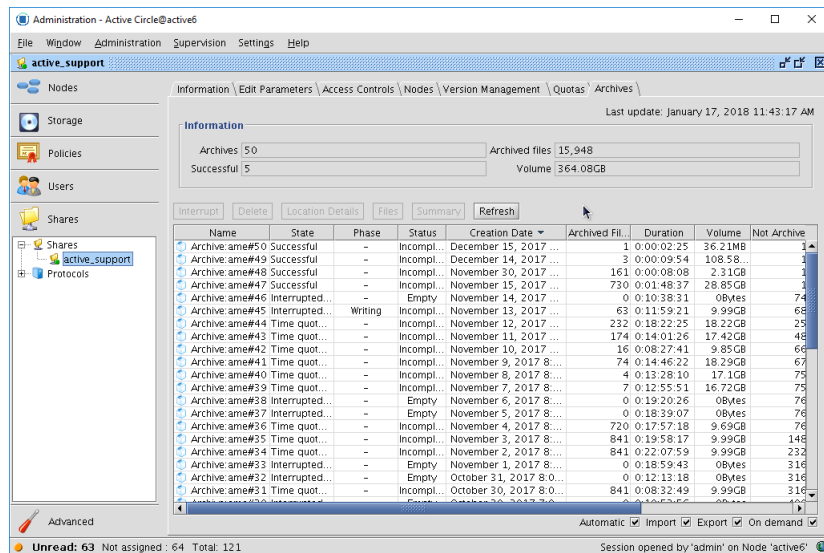 Administration - Active Circle@active6
File Window Administration Supervision Settings Help
active_support
Nodes
Storage
Policies
Users
Shares
Shares
active_support
Protocols
Advanced
Information Edit Parameters Access Controls Nodes Version Management Quotas Archives
Last update: January 17, 2018 11:43:17 AM
Information
Archives 50 Archived files 15,948
Successful 5 Volume 364.08GB
Interrupt Delete Location Details Files Summary Refresh
Name State Phase Status Creation Date Archived Fil... Duration Volume Not Archive
Archive:ame#50 Successful – Incompl... December 15, 2017 ... 1 0:00:02:25 36.21MB 1
Archive:ame#49 Successful – Incompl... December 14, 2017 ... 3 0:00:09:54 108.58... 1
Archive:ame#48 Successful – Incompl... November 30, 2017 ... 161 0:00:08:08 2.31GB 1
Archive:ame#47 Successful – Incompl... November 15, 2017 ... 730 0:01:48:37 28.85GB 1
Archive:ame#46 Interrupted... – Empty November 14, 2017 ... 0 0:10:38:31 0Bytes 74
Archive:ame#45 Interrupted... Writing Incompl... November 13, 2017 ... 63 0:11:59:21 9.99GB 68
Archive:ame#44 Time quot... – Incompl... November 12, 2017 ... 232 0:18:22:25 18.22GB 25
Archive:ame#43 Time quot... – Incompl... November 11, 2017 ... 174 0:14:01:26 17.42GB 48
Archive:ame#42 Time quot... – Incompl... November 10, 2017 ... 16 0:08:27:41 9.85GB 66
Archive:ame#41 Time quot... – Incompl... November 9, 2017 8:... 74 0:14:46:22 18.29GB 67
Archive:ame#40 Time quot... – Incompl... November 8, 2017 8:... 4 0:13:28:10 17.1GB 75
Archive:ame#39 Time quot... – Incompl... November 7, 2017 8:... 7 0:12:55:51 16.72GB 75
Archive:ame#38 Interrupted... – Empty November 6, 2017 8:... 0 0:19:20:26 0Bytes 76
Archive:ame#37 Interrupted... – Empty November 5, 2017 8:... 0 0:18:39:07 0Bytes 76
Archive:ame#36 Time quot... – Incompl... November 4, 2017 8:... 720 0:17:57:18 9.69GB 76
Archive:ame#35 Time quot... – Incompl... November 3, 2017 8:... 841 0:19:58:17 9.99GB 148
Archive:ame#34 Time quot... – Incompl... November 2, 2017 8:... 841 0:22:07:59 9.99GB 232
Archive:ame#33 Interrupted... – Empty November 1, 2017 8:... 0 0:18:59:43 0Bytes 316
Archive:ame#32 Interrupted... – Empty October 31, 2017 8:0... 0 0:12:13:18 0Bytes 316
Archive:ame#31 Time quot... – Incompl... October 30, 2017 8:0... 841 0:08:32:49 9.99GB 316
Automatic Import Export On demand
Unread: 63 Not assigned : 64 Total: 121
Session opened by 'admin' on Node 'active6'